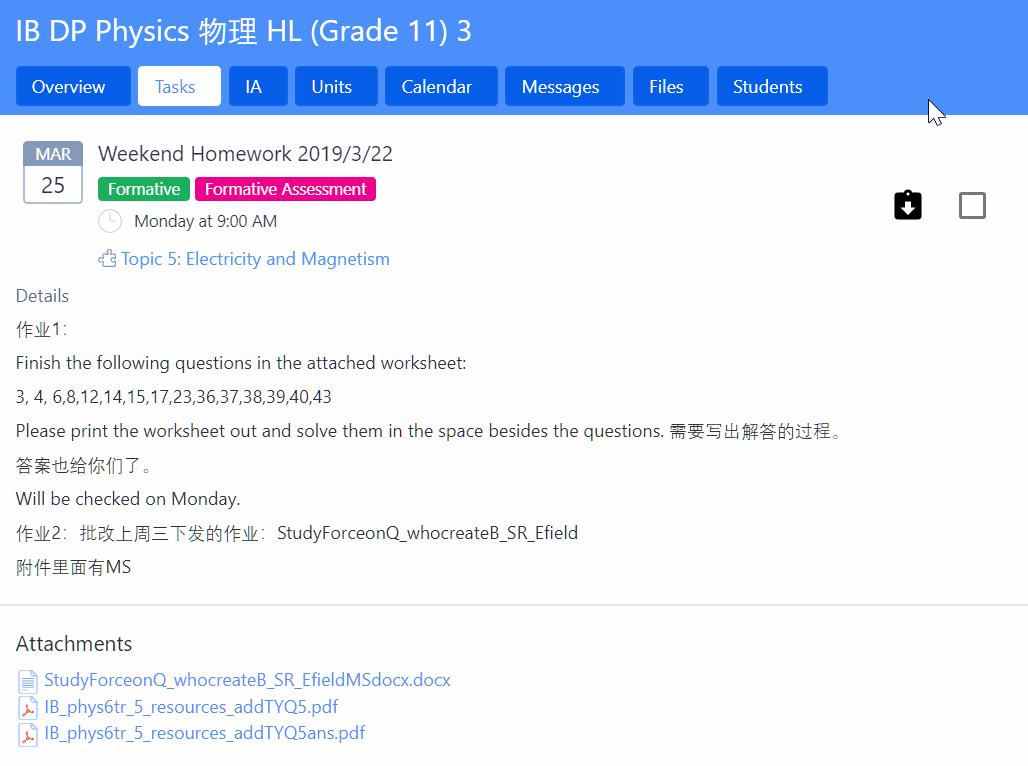 IB DP Physics 物理 HL (Grade 11) 3
Overview Tasks IA Units Calendar Messages Files Students
MAR
25
Weekend Homework 2019/3/22
Formative Formative Assessment
Monday at 9:00 AM
Topic 5: Electricity and Magnetism
Details
作业1：
Finish the following questions in the attached worksheet:
3, 4, 6,8,12,14,15,17,23,36,37,38,39,40,43
Please print the worksheet out and solve them in the space besides the questions. 需要写出解答的过程。
答案也给你们了。
Will be checked on Monday.
作业2：批改上周三下发的作业：StudyForceonQ_whocreateB_SR_Efield
附件里面有MS
Attachments
StudyForceonQ_whocreateB_SR_EfieldMSdocx.docx
IB_phys6tr_5_resources_addTYQ5.pdf
IB_phys6tr_5_resources_addTYQ5ans.pdf